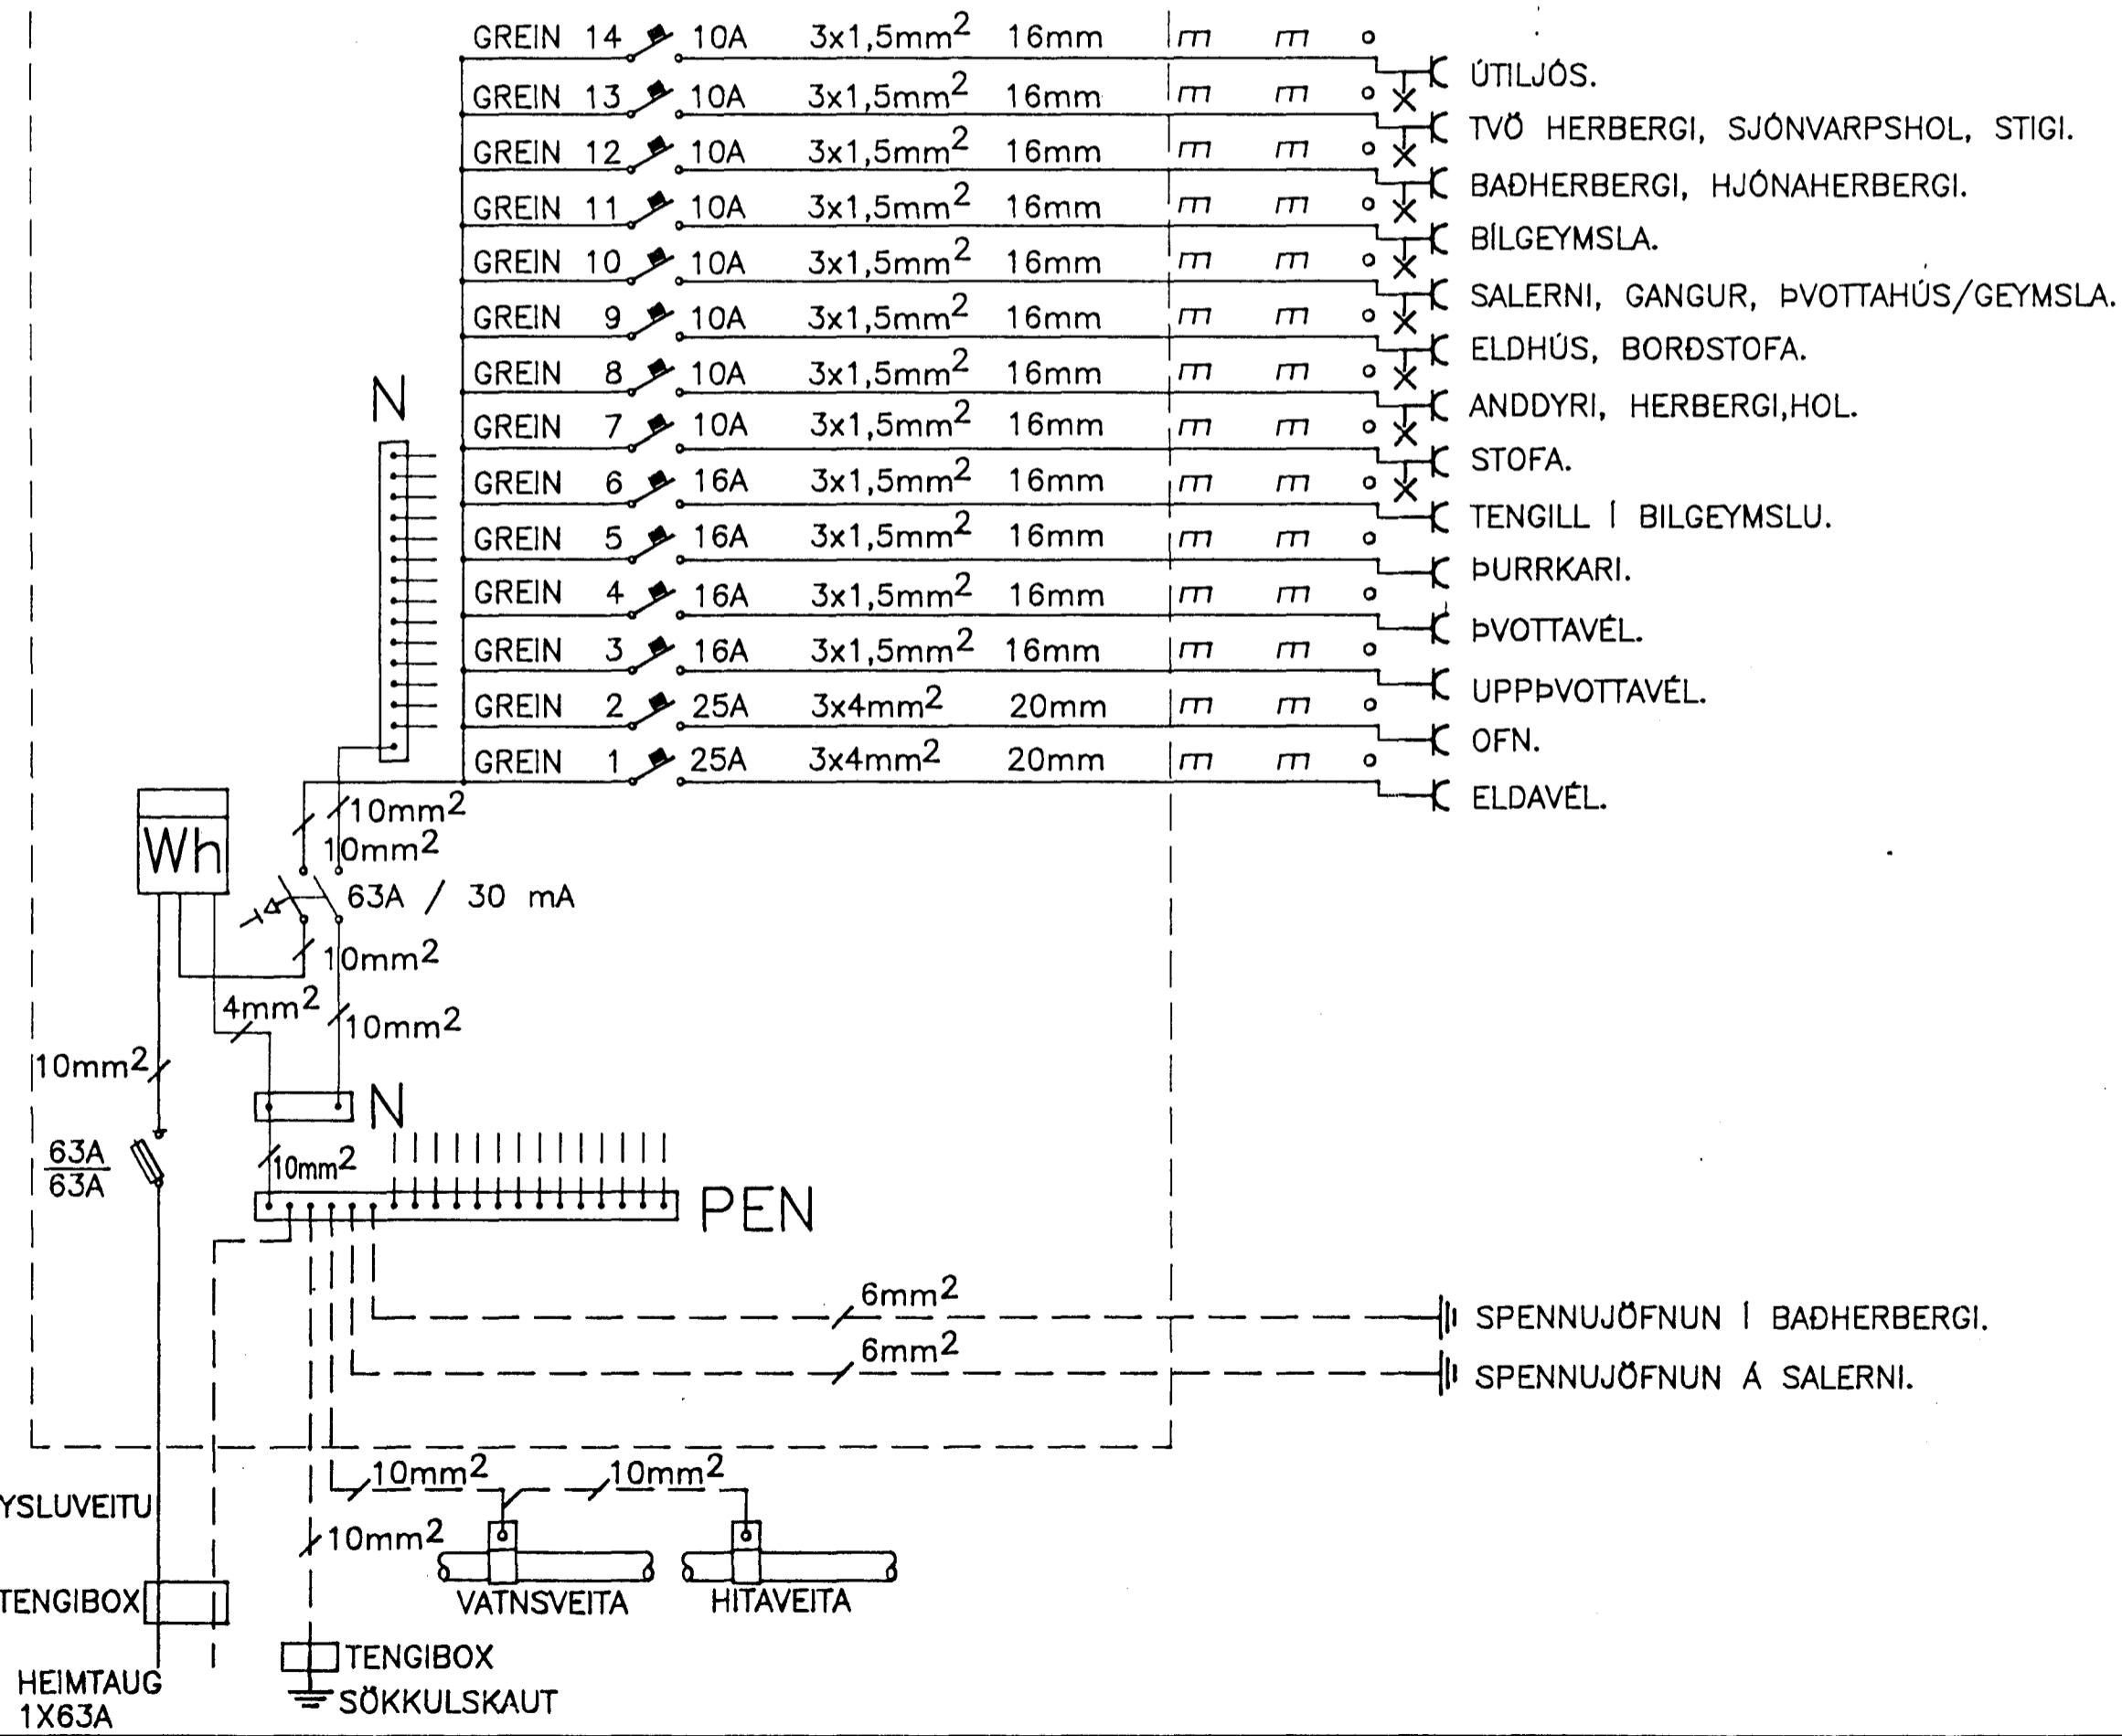 GREIN 14 10A 3x1,5mm² 16mm
ÚTILJÓS.
GREIN 13 10A 3x1,5mm² 16mm
TVÖ HERBERGI, SJÓNVARPSHOL, STIGI.
GREIN 12 10A 3x1,5mm² 16mm
BAÐHERBERGI, HJÓNAHERBERGI.
GREIN 11 10A 3x1,5mm² 16mm
BÍLGEYMSLA.
GREIN 10 10A 3x1,5mm² 16mm
SALERNI, GANGUR, ÞVOTTAHÚS/GEYMSLA.
GREIN 9 10A 3x1,5mm² 16mm
ELDHÚS, BORÐSTOFA.
GREIN 8 10A 3x1,5mm² 16mm
ANDDYRI, HERBERGI,HOL.
N
GREIN 7 10A 3x1,5mm² 16mm
STOFA.
GREIN 6 16A 3x1,5mm² 16mm
TENGILL Í BILGEYMSLU.
GREIN 5 16A 3x1,5mm² 16mm
ÞURRKARI.
GREIN 4 16A 3x1,5mm² 16mm
ÞVOTTAVÉL.
GREIN 3 16A 3x1,5mm² 16mm
UPPÞVOTTAVÉL.
GREIN 2 25A 3x4mm² 20mm
OFN.
GREIN 1 25A 3x4mm² 20mm
ELDAVÉL.
10mm²
Wh
10mm²
63A / 30 mA
10mm²
4mm²
10mm²
10mm²
N
63A
63A
10mm²
PEN
6mm²
SPENNUJÖFNUN Í BAÐHERBERGI.
6mm²
SPENNUJÖFNUN Á SALERNI.
10mm² 10mm²
YSLUVEITU
10mm²
TENGIBOX
VATNSVEITA HITAVEITA
TENGIBOX
HEIMTAUG
1X63A
SÖKKULSKAUT